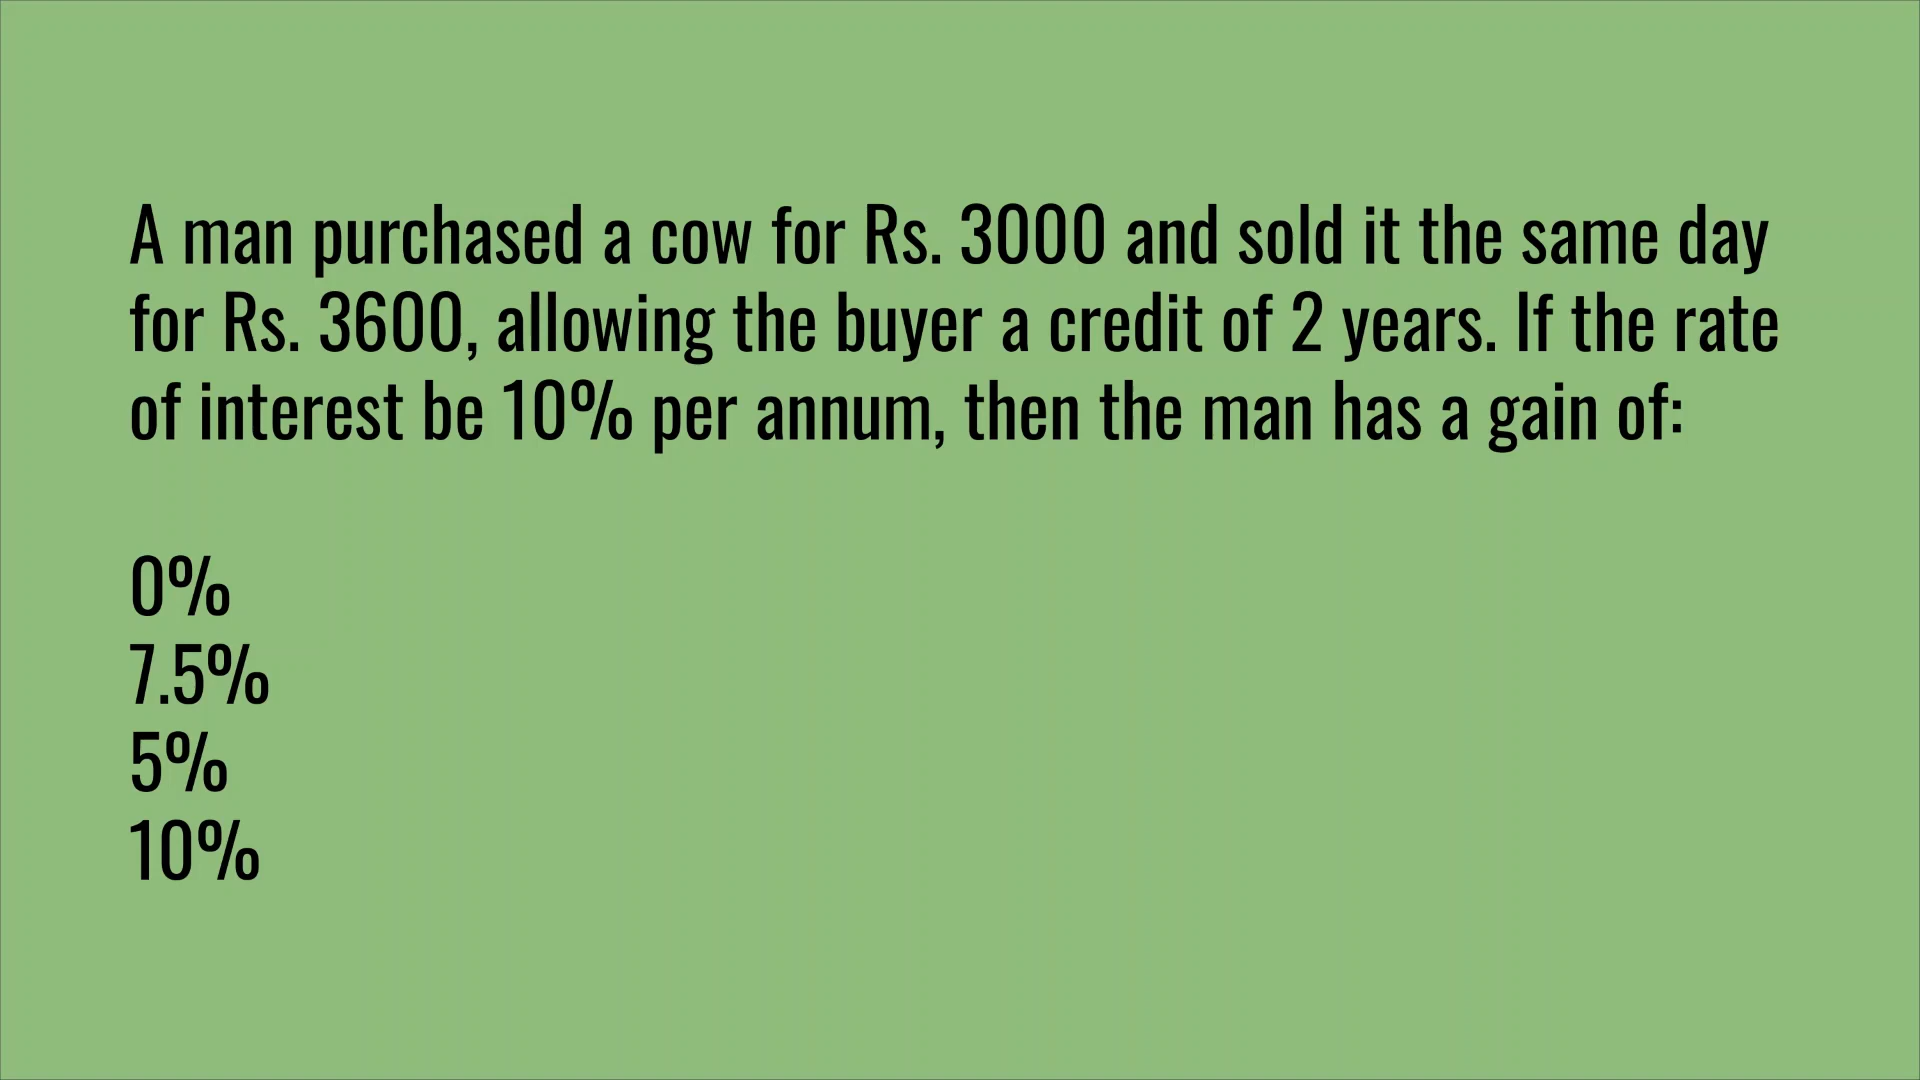 A man purchased a cow for Rs. 3000 and sold it the same day
for Rs. 3600, allowing the buyer a credit of 2 years. If the rate
of interest be 10% per annum, then the man has a gain of:
0%
7.5%
5%
10%